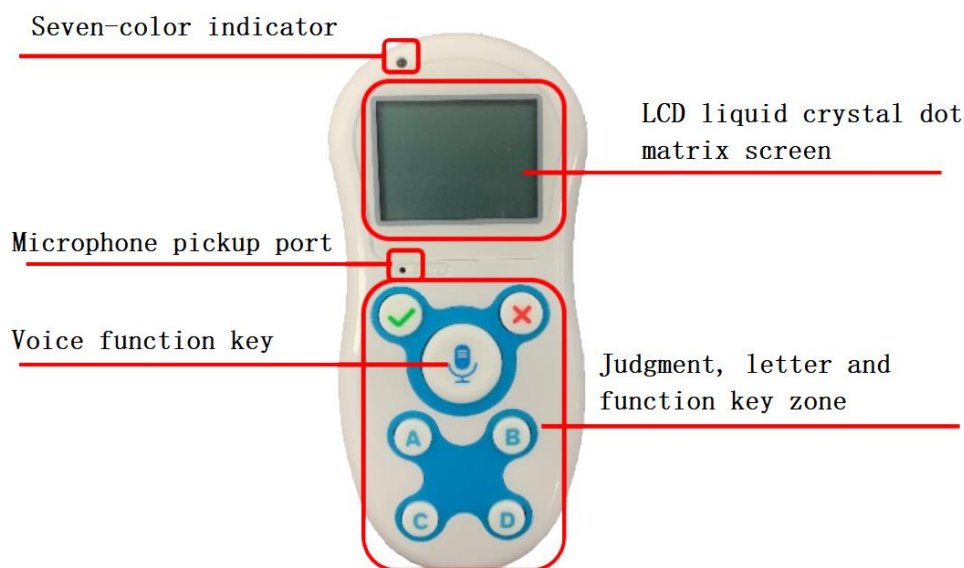 Seven-color indicator
LCD liquid crystal dot
matrix screen
Microphone pickup port
Voice function key
Judgment, letter and
function key zone
A
B
C
D